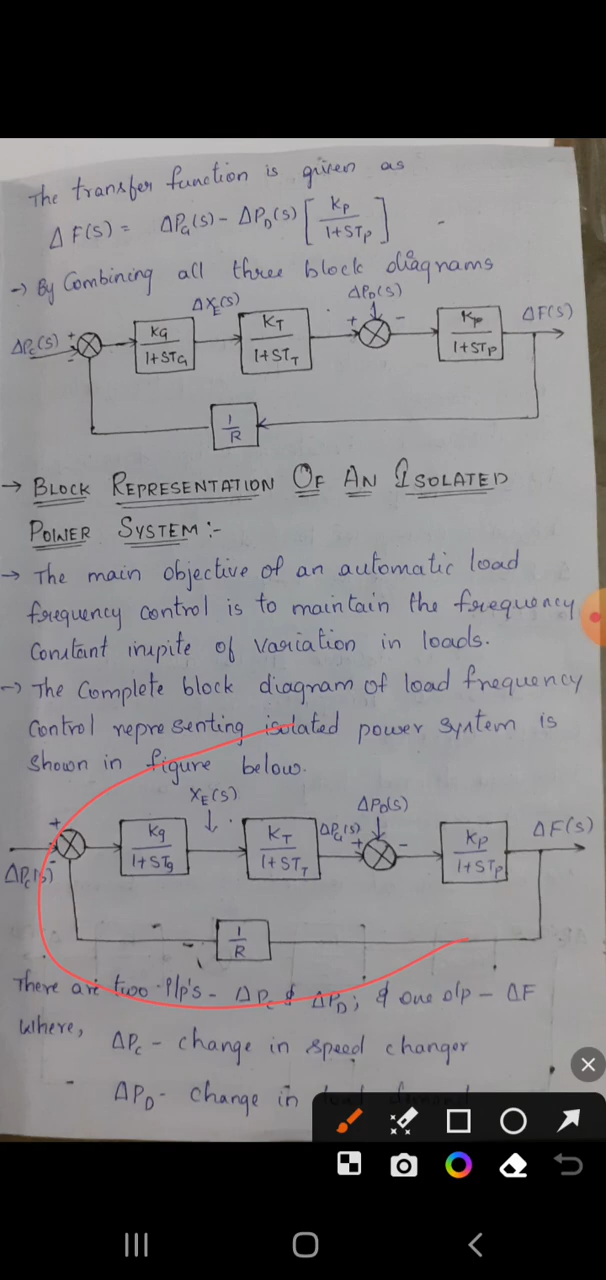 The transfer function is given as
ΔF(S) = ΔPG(S) - ΔPD(S) [KP / 1+STP]
→ By Combining all three block diagrams
ΔXE(S) ΔPD(S)
ΔPC(S) + - KG / 1+STG KT / 1+STT + - KP / 1+STP ΔF(S)
1/R
→ BLOCK REPRESENTATION OF AN ISOLATED
POWER SYSTEM :-
→ The main objective of an automatic load
frequency control is to maintain the frequency
Constant inspite of variation in loads.
→ The Complete block diagram of load frequency
Control representing isolated power system is
Shown in figure below.
XE(S) ΔPD(S)
+ Kg / 1+STg KT / 1+STT ΔPG(S) + - KP / 1+STP ΔF(S)
ΔPC(S)
1/R
There are two I/p's - ΔPC & ΔPD; & one o/p - ΔF
Where, ΔPC - change in speed changer
- ΔPD - change in